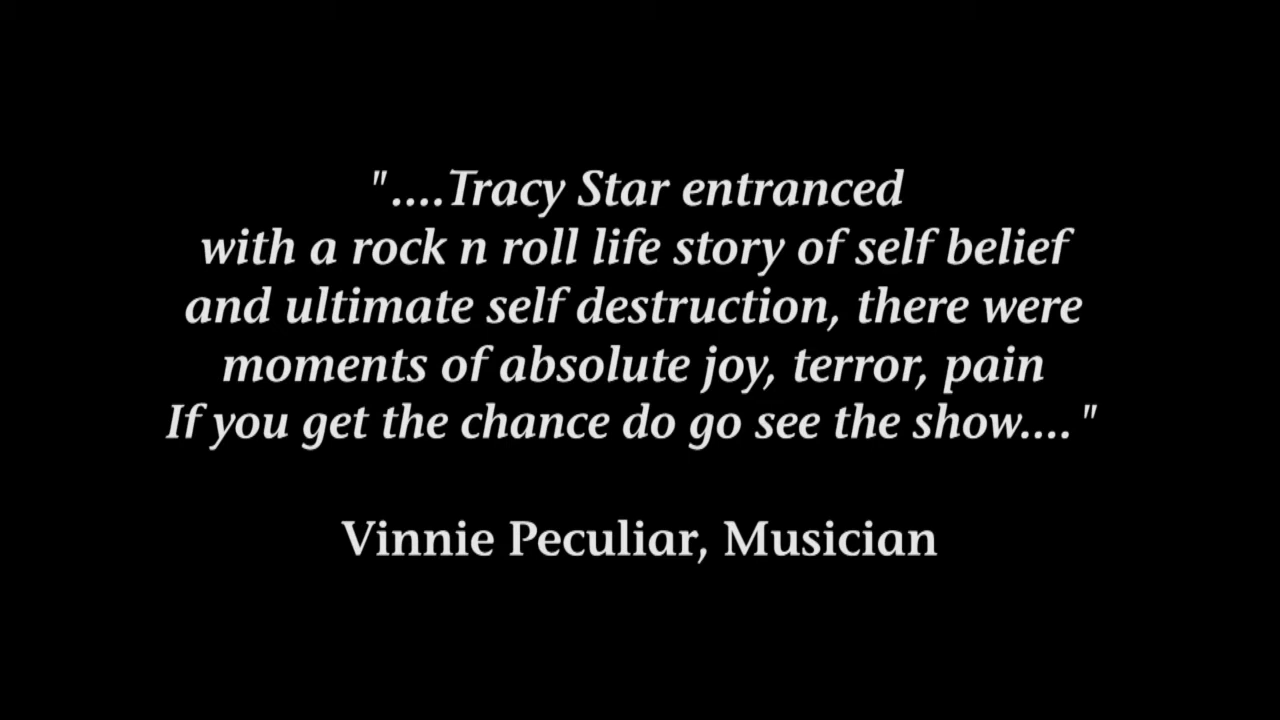 "....Tracy Star entranced
with a rock n roll life story of self belief
and ultimate self destruction, there were
moments of absolute joy, terror, pain
If you get the chance do go see the show...."
Vinnie Peculiar, Musician